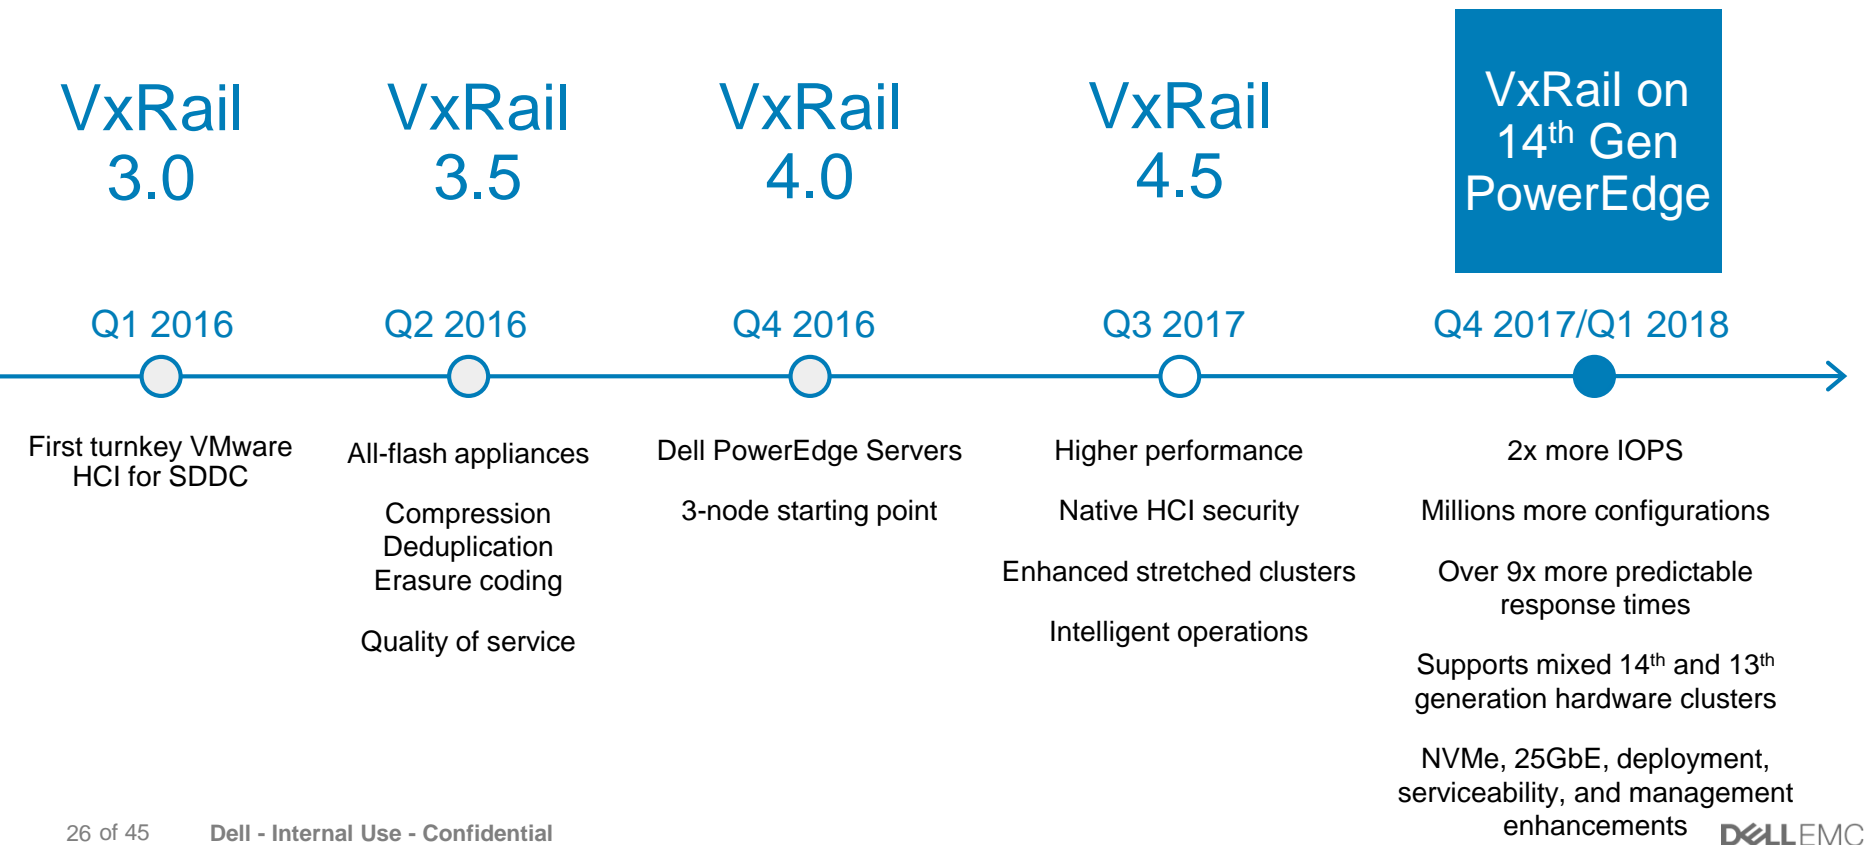 VxRail
3.0
VxRail
3.5
VxRail
4.0
VxRail
4.5
VxRail on
14th Gen
PowerEdge
Q1 2016
Q2 2016
Q4 2016
Q3 2017
Q4 2017/Q1 2018
First turnkey VMware
HCI for SDDC
All-flash appliances
Compression
Deduplication
Erasure coding
Quality of service
Dell PowerEdge Servers
3-node starting point
Higher performance
Native HCI security
Enhanced stretched clusters
Intelligent operations
2x more IOPS
Millions more configurations
Over 9x more predictable
response times
Supports mixed 14th and 13th
generation hardware clusters
NVMe, 25GbE, deployment,
serviceability, and management
enhancements
26 of 45
Dell - Internal Use - Confidential
DELLEMC